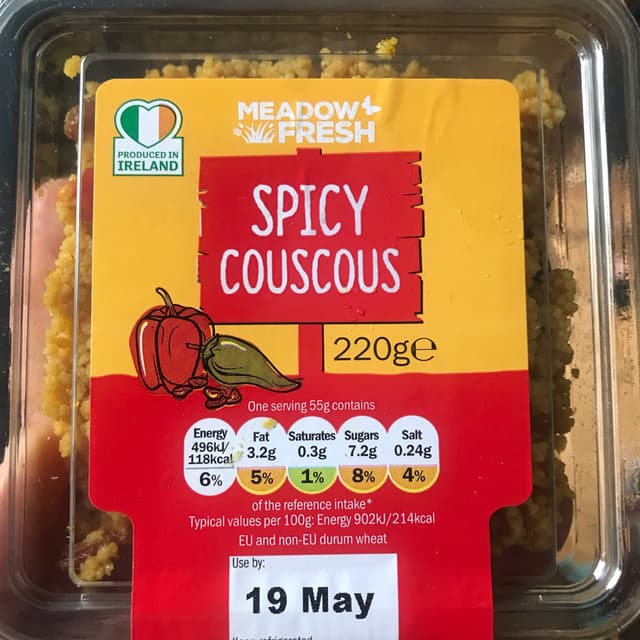 PRODUCED IN
IRELAND
MEADOW
FRESH
SPICY
COUSCOUS
220g℮
One serving 55g contains
Energy
496kJ/
118kcal
6%
Fat
3.2g
5%
Saturates
0.3g
1%
Sugars
7.2g
8%
Salt
0.24g
4%
of the reference intake*
Typical values per 100g: Energy 902kJ/214kcal
EU and non-EU durum wheat
Use by:
19 May
Keep refrigerated